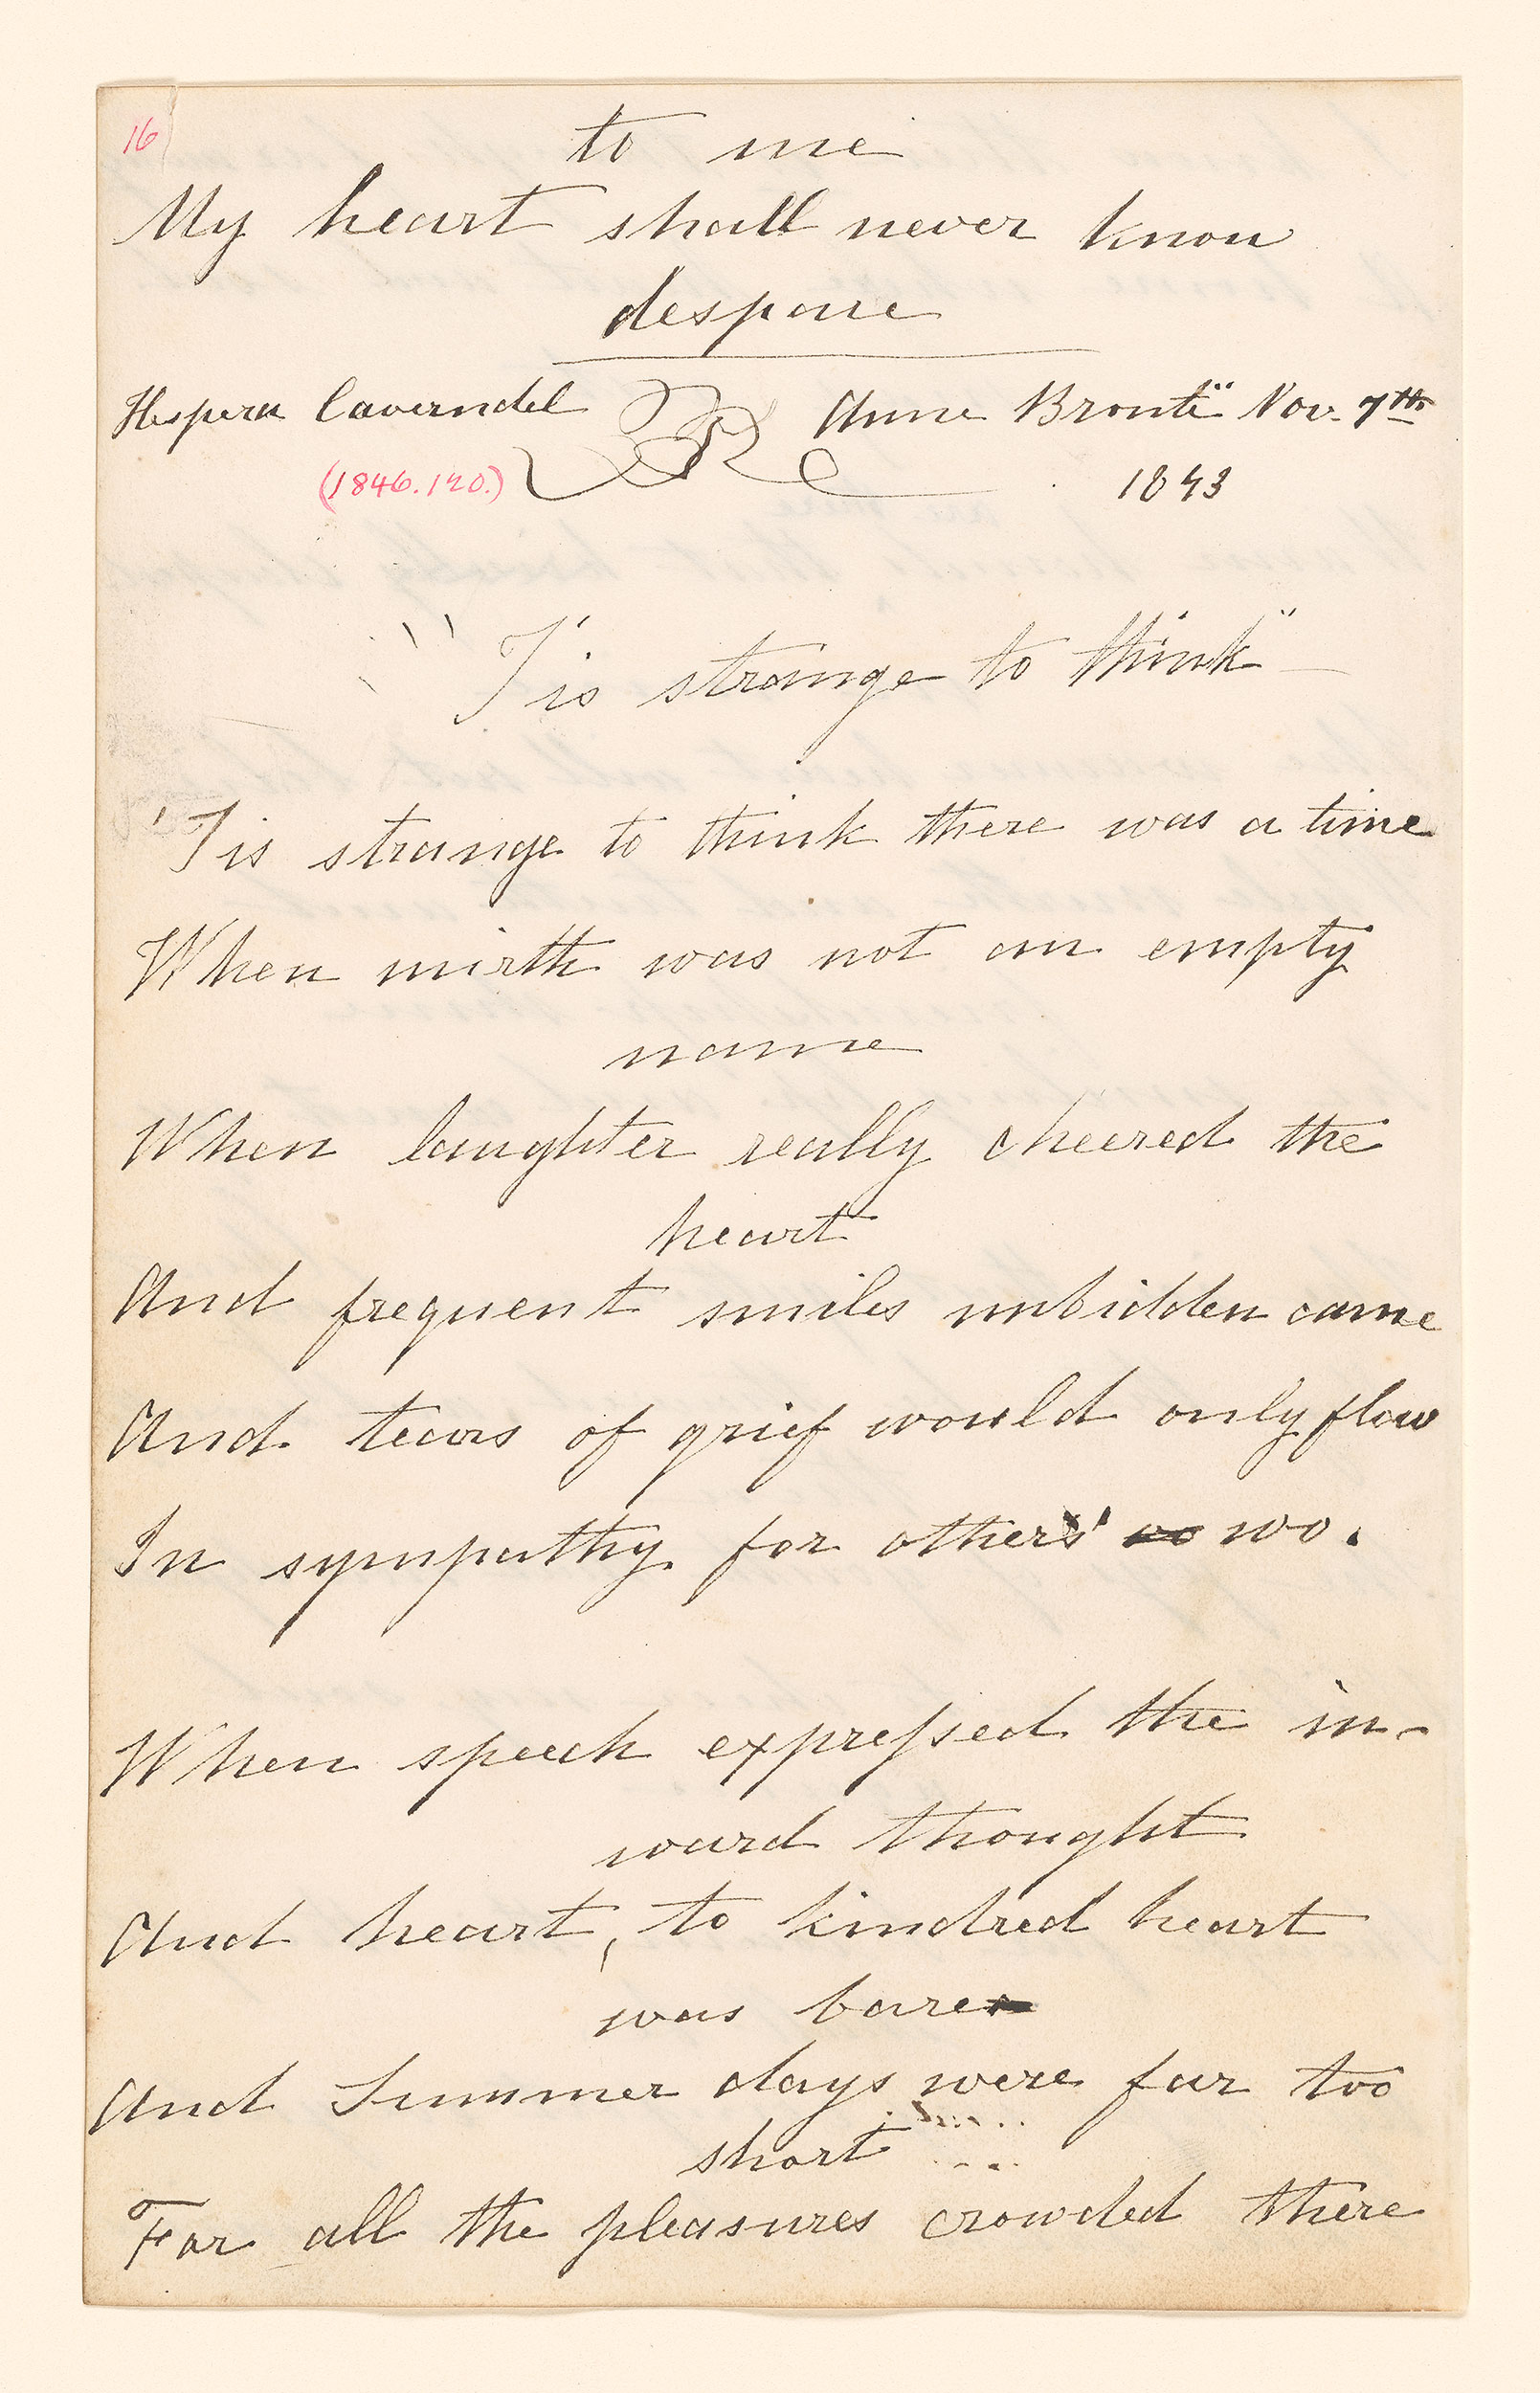 16
to me
My heart shall never know
despare
Hespera Caverndel Anne Brontë Nov. 7th
(1846.120.) 1843
"'Tis strange to think"
'Tis strange to think there was a time
When mirth was not an empty
name
When laughter really cheered the
heart
And frequent smiles unbidden came
And tears of grief would only flow
In sympathy for others' wo.
When speech expreſsed the in-
ward thought
And heart, to kindred heart
was bare
And Summer days were far too
short
For all the pleasures crowded there